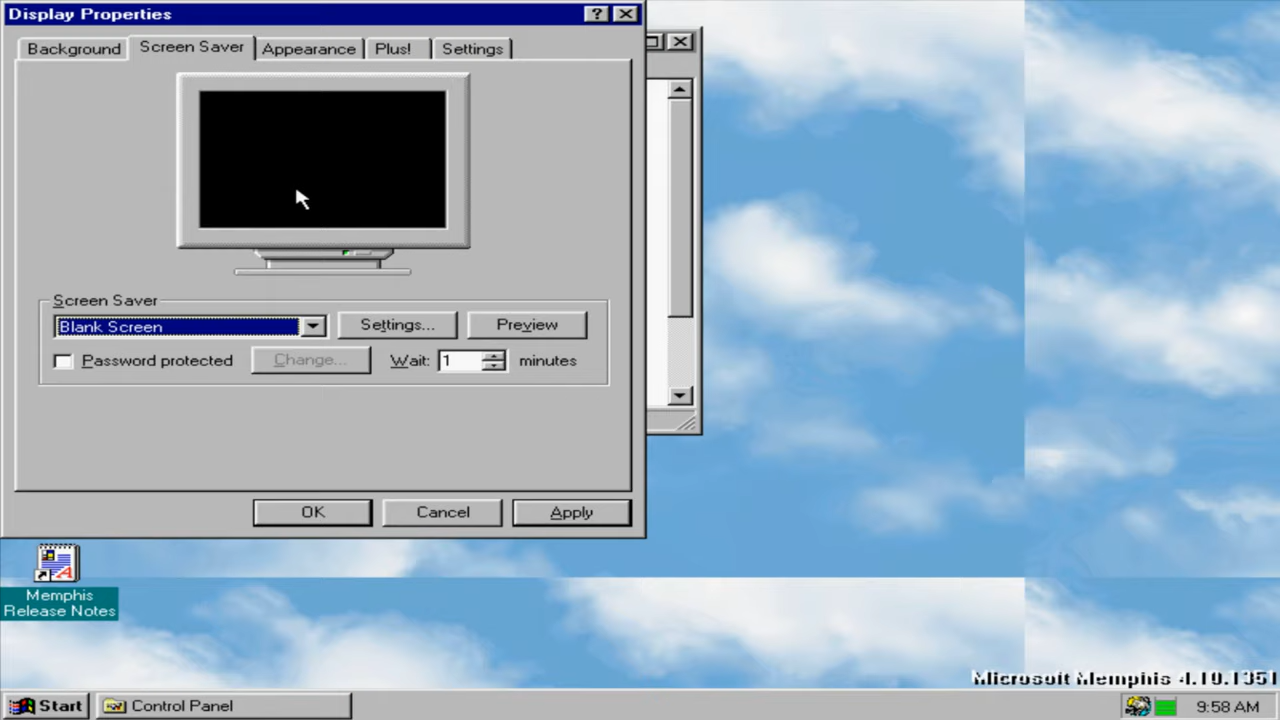 Display Properties
Background
Screen Saver
Appearance
Plus!
Settings
Screen Saver
Blank Screen
Settings...
Preview
Password protected
Change...
Wait: 1 minutes
OK
Cancel
Apply
Memphis
Release Notes
Microsoft Memphis 4.10.1351
Start
Control Panel
9:58 AM